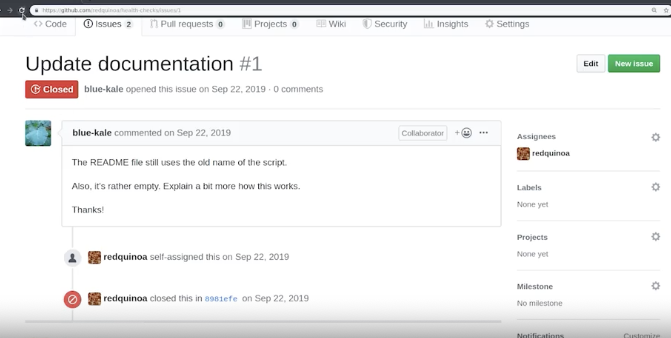 https://github.com/redquinoa/health-checks/issues/1
Code Issues 2 Pull requests 0 Projects 0 Wiki Security Insights Settings
Update documentation #1
Edit New issue
Closed blue-kale opened this issue on Sep 22, 2019 · 0 comments
blue-kale commented on Sep 22, 2019 Collaborator
The README file still uses the old name of the script.
Also, it's rather empty. Explain a bit more how this works.
Thanks!
redquinoa self-assigned this on Sep 22, 2019
redquinoa closed this in 8981efe on Sep 22, 2019
Assignees
redquinoa
Labels
None yet
Projects
None yet
Milestone
No milestone
Notifications Customize